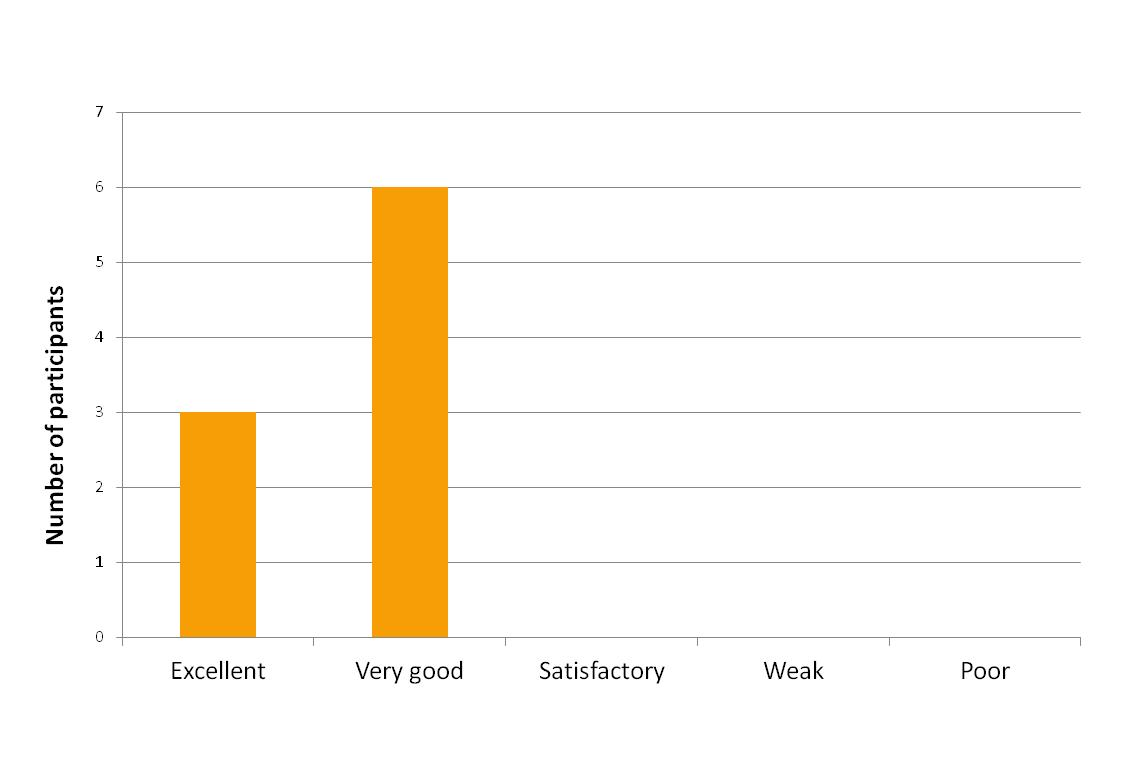 7
6
5
4
3
2
1
0
Number of participants
Excellent
Very good
Satisfactory
Weak
Poor